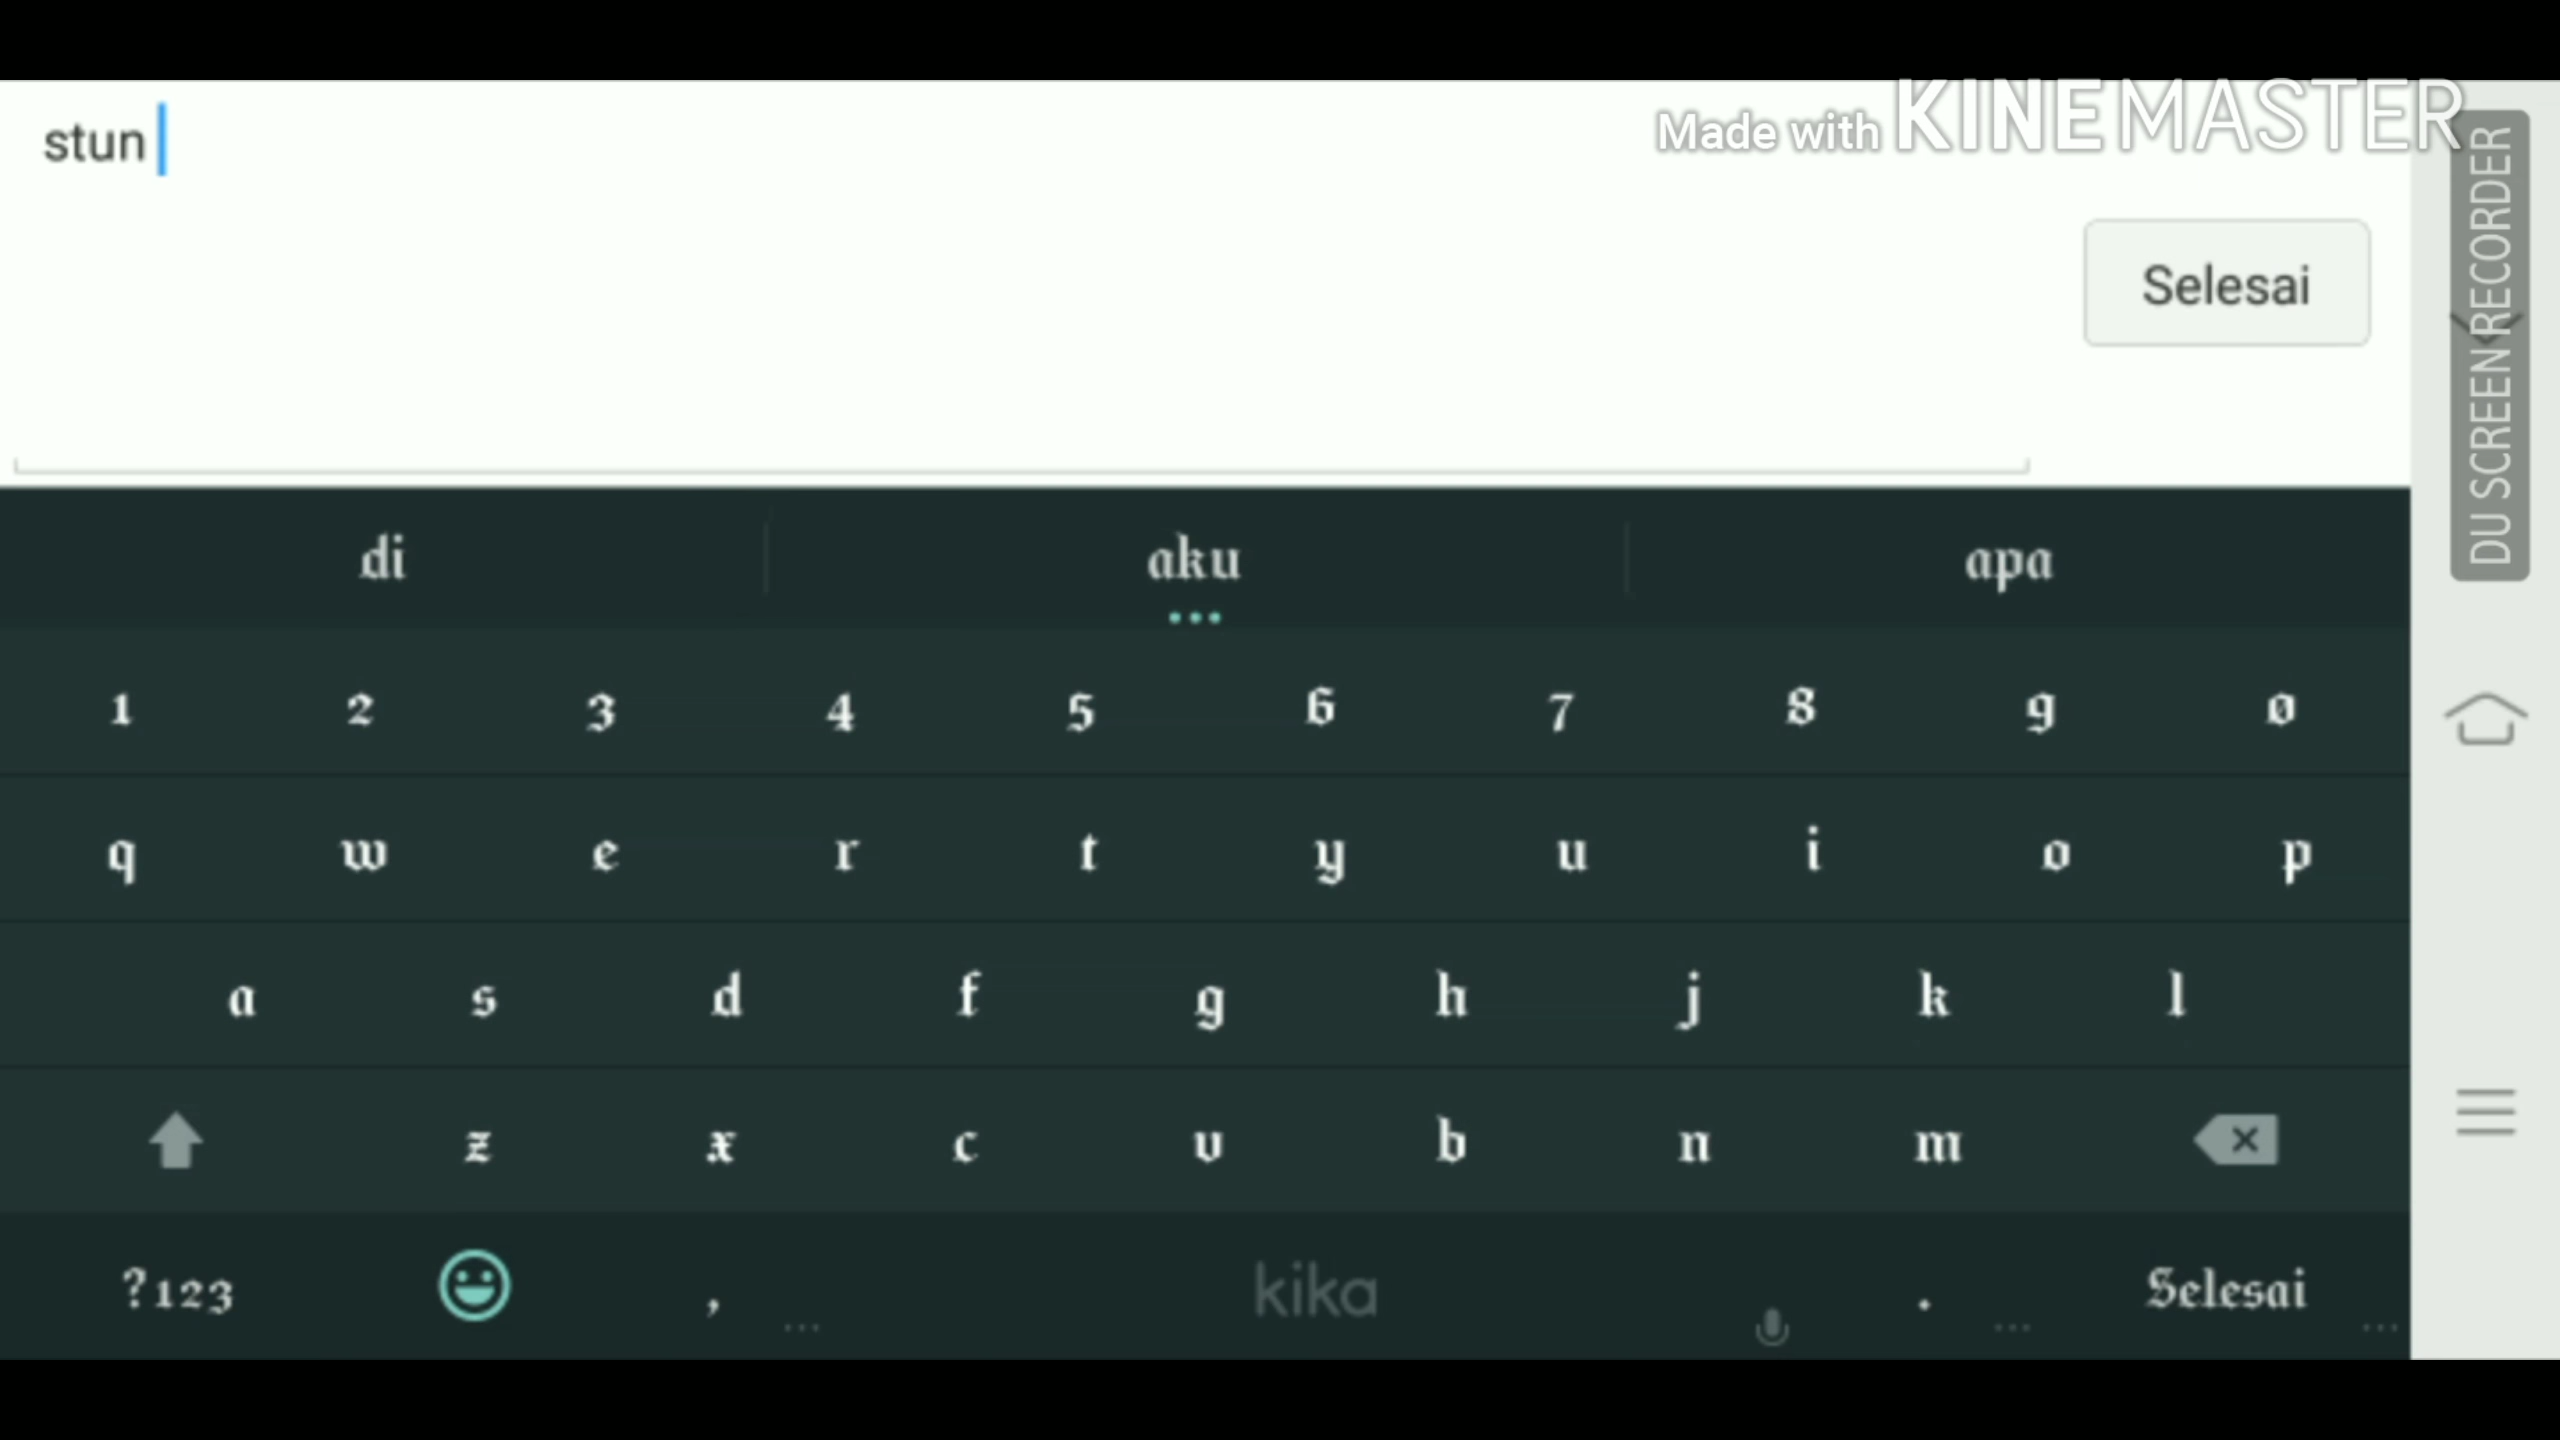 stun
Made with KINEMASTER
DU SCREEN RECORDER
Selesai
di aku apa
1 2 3 4 5 6 7 8 9 0
q w e r t y u i o p
a s d f g h j k l
z x c v b n m
?123 , kika . Selesai